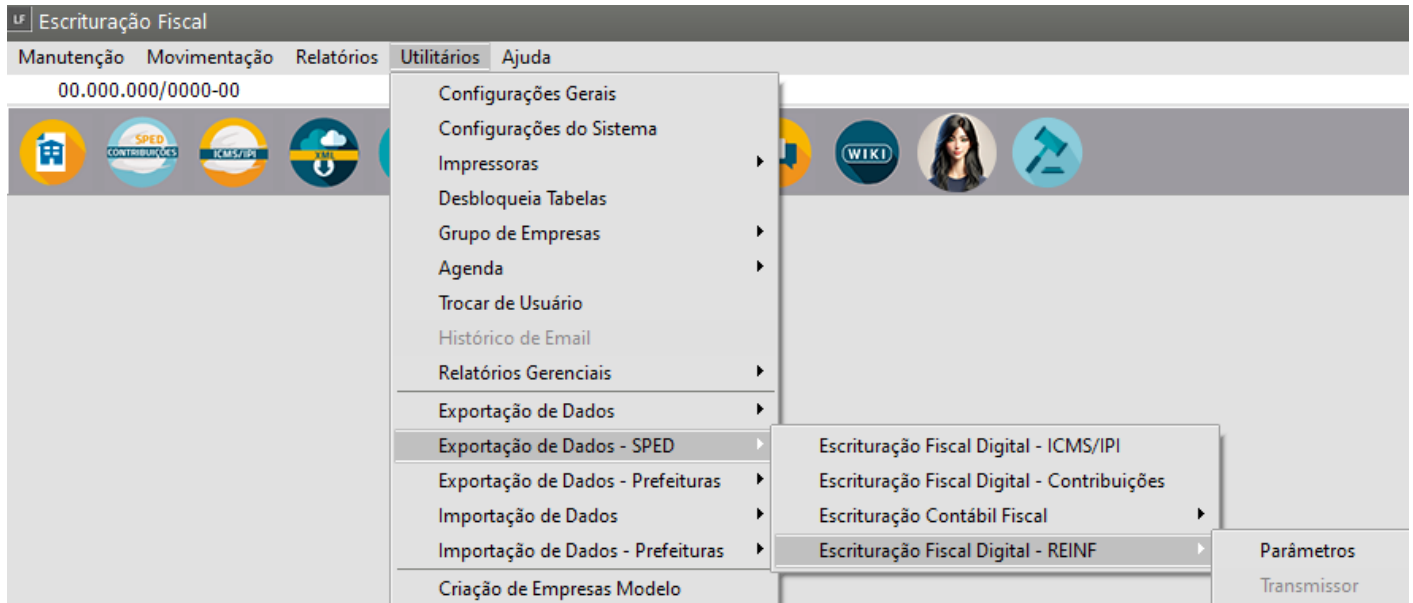 LF Escrituração Fiscal
Manutenção Movimentação Relatórios Utilitários Ajuda
00.000.000/0000-00
SPED
CONTRIBUIÇÕES
ICMS/IPI
XML
WIKI
Configurações Gerais
Configurações do Sistema
Impressoras
Desbloqueia Tabelas
Grupo de Empresas
Agenda
Trocar de Usuário
Histórico de Email
Relatórios Gerenciais
Exportação de Dados
Exportação de Dados - SPED
Exportação de Dados - Prefeituras
Importação de Dados
Importação de Dados - Prefeituras
Criação de Empresas Modelo
Escrituração Fiscal Digital - ICMS/IPI
Escrituração Fiscal Digital - Contribuições
Escrituração Contábil Fiscal
Escrituração Fiscal Digital - REINF
Parâmetros
Transmissor